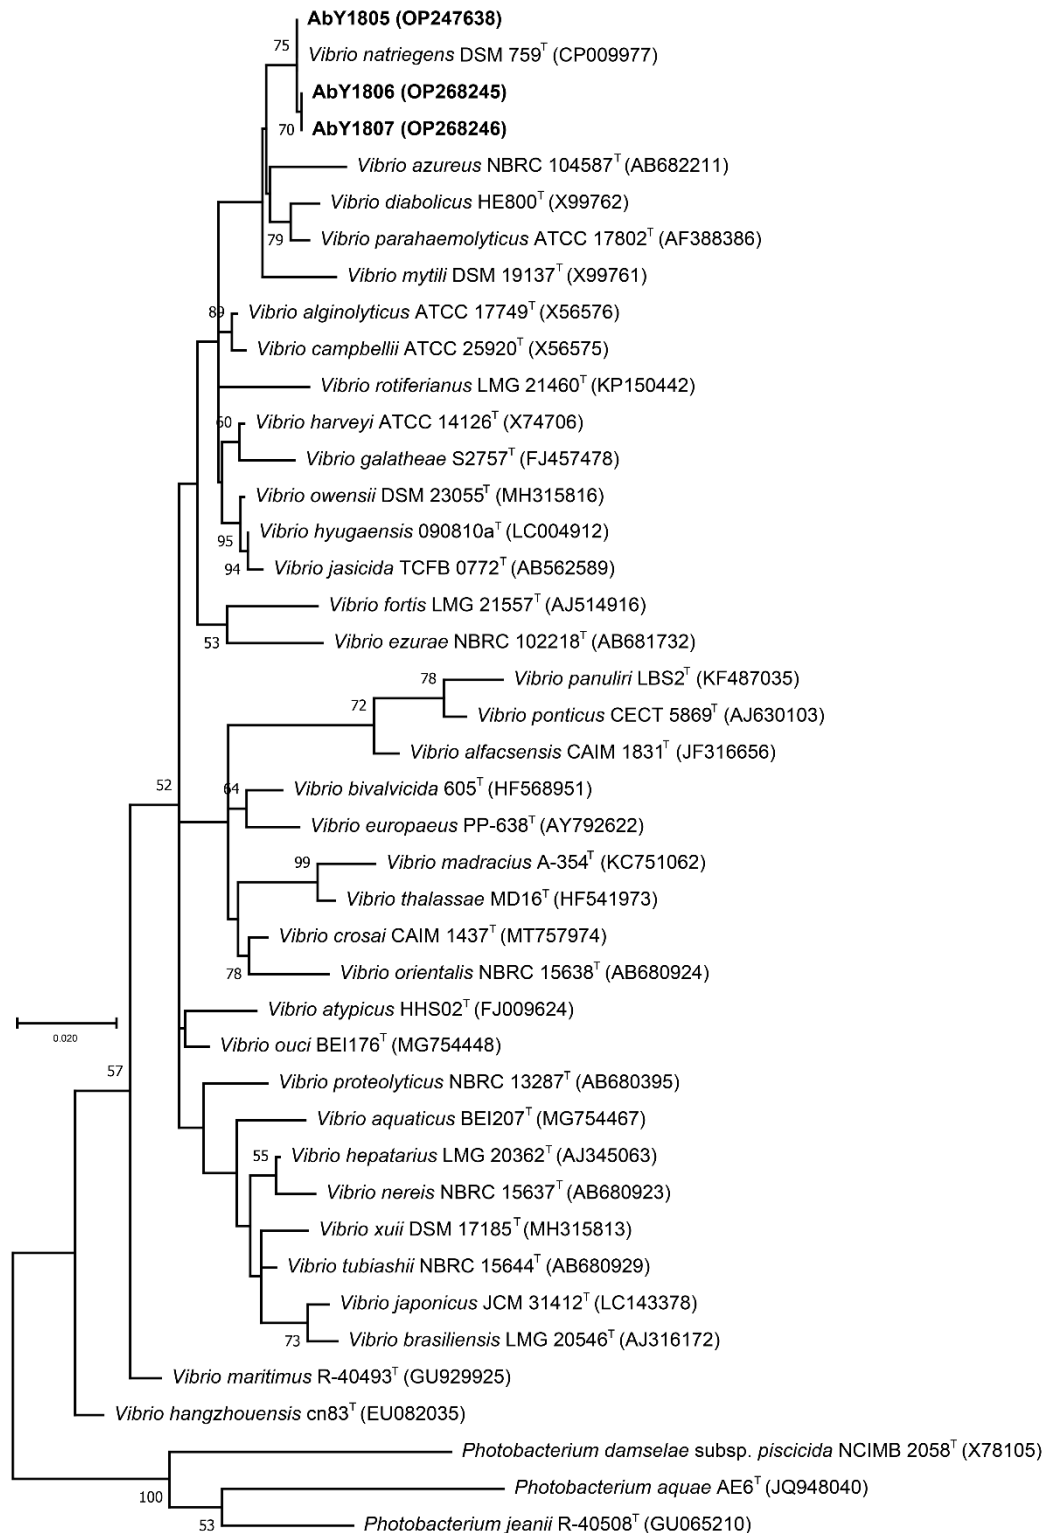 AbY1805 (OP247638)
75
Vibrio natriegens DSM 759T (CP009977)
AbY1806 (OP268245)
70
AbY1807 (OP268246)
Vibrio azureus NBRC 104587T (AB682211)
Vibrio diabolicus HE800T (X99762)
79
Vibrio parahaemolyticus ATCC 17802T (AF388386)
Vibrio mytili DSM 19137T (X99761)
89
Vibrio alginolyticus ATCC 17749T (X56576)
Vibrio campbellii ATCC 25920T (X56575)
Vibrio rotiferianus LMG 21460T (KP150442)
60
Vibrio harveyi ATCC 14126T (X74706)
Vibrio galatheae S2757T (FJ457478)
Vibrio owensii DSM 23055T (MH315816)
95
Vibrio hyugaensis 090810aT (LC004912)
94
Vibrio jasicida TCFB 0772T (AB562589)
Vibrio fortis LMG 21557T (AJ514916)
53
Vibrio ezurae NBRC 102218T (AB681732)
78
Vibrio panuliri LBS2T (KF487035)
72
Vibrio ponticus CECT 5869T (AJ630103)
Vibrio alfacsensis CAIM 1831T (JF316656)
52
64
Vibrio bivalvicida 605T (HF568951)
Vibrio europaeus PP-638T (AY792622)
99
Vibrio madracius A-354T (KC751062)
Vibrio thalassae MD16T (HF541973)
Vibrio crosai CAIM 1437T (MT757974)
78
Vibrio orientalis NBRC 15638T (AB680924)
Vibrio atypicus HHS02T (FJ009624)
0.020
Vibrio ouci BEI176T (MG754448)
57
Vibrio proteolyticus NBRC 13287T (AB680395)
Vibrio aquaticus BEI207T (MG754467)
55
Vibrio hepatarius LMG 20362T (AJ345063)
Vibrio nereis NBRC 15637T (AB680923)
Vibrio xuii DSM 17185T (MH315813)
Vibrio tubiashii NBRC 15644T (AB680929)
Vibrio japonicus JCM 31412T (LC143378)
73
Vibrio brasiliensis LMG 20546T (AJ316172)
Vibrio maritimus R-40493T (GU929925)
Vibrio hangzhouensis cn83T (EU082035)
Photobacterium damselae subsp. piscicida NCIMB 2058T (X78105)
100
Photobacterium aquae AE6T (JQ948040)
53
Photobacterium jeanii R-40508T (GU065210)